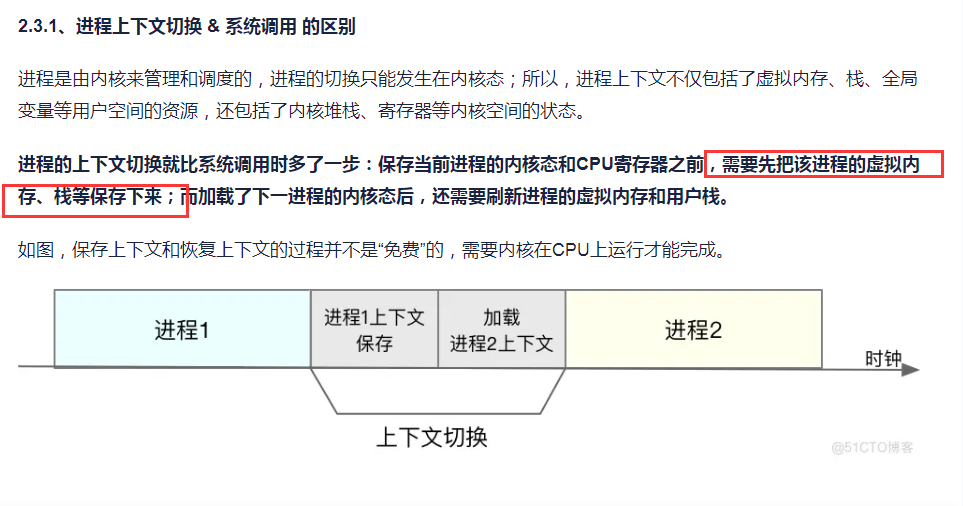 2.3.1、进程上下文切换 & 系统调用 的区别
进程是由内核来管理和调度的，进程的切换只能发生在内核态；所以，进程上下文不仅包括了虚拟内存、栈、全局
变量等用户空间的资源，还包括了内核堆栈、寄存器等内核空间的状态。
进程的上下文切换就比系统调用时多了一步：保存当前进程的内核态和CPU寄存器之前，需要先把该进程的虚拟内
存、栈等保存下来；而加载了下一进程的内核态后，还需要刷新进程的虚拟内存和用户栈。
如图，保存上下文和恢复上下文的过程并不是“免费”的，需要内核在CPU上运行才能完成。
进程1
进程1上下文
保存
加载
进程2上下文
进程2
时钟
上下文切换
@51CTO博客